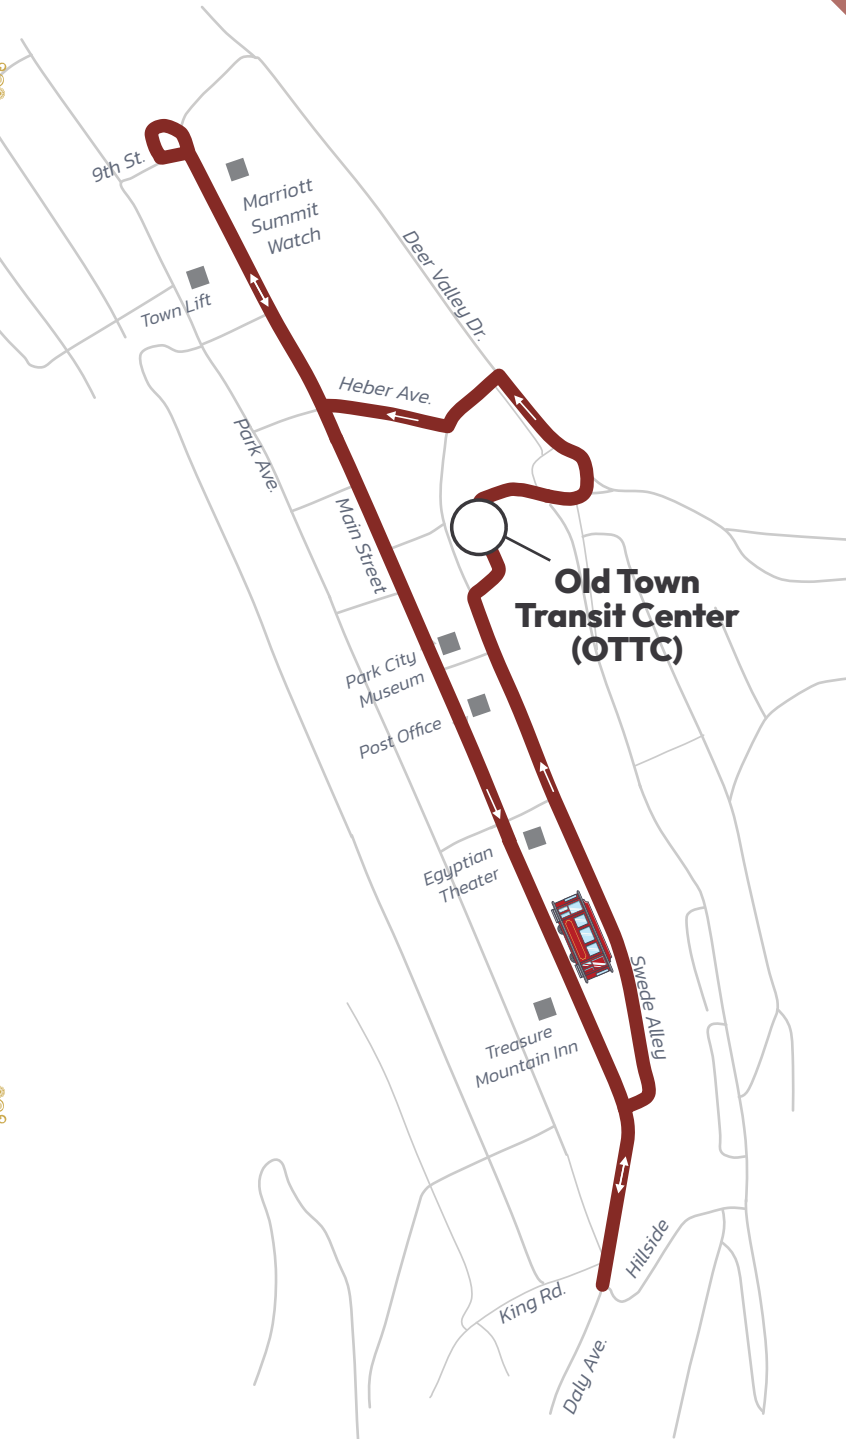 9th St.
Marriott
Summit
Watch
Deer Valley Dr.
Town Lift
Heber Ave.
Park Ave.
Main Street
Old Town
Transit Center
(OTTC)
Park City
Museum
Post Office
Egyptian
Theater
Swede Alley
Treasure
Mountain Inn
Hillside
King Rd.
Daly Ave.